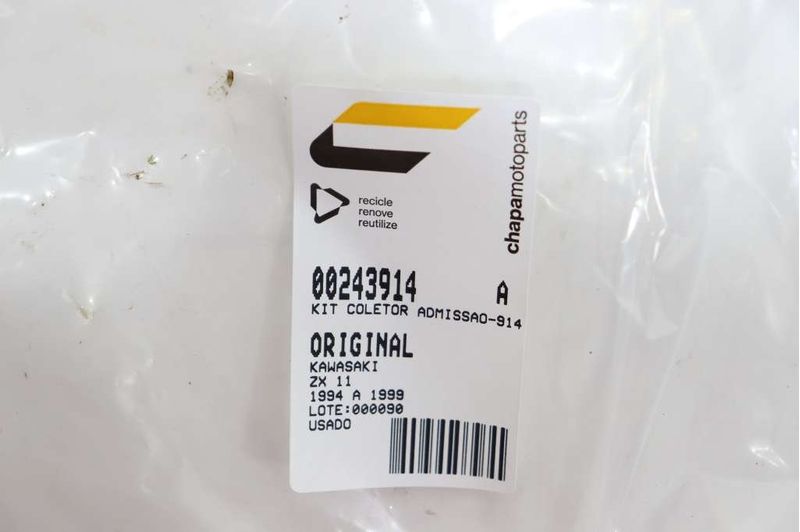 chapamotoparts
recicle
renove
reutilize
00243914 A
KIT COLETOR ADMISSAO-914
ORIGINAL
KAWASAKI
ZX 11
1994 A 1999
LOTE:000090
USADO